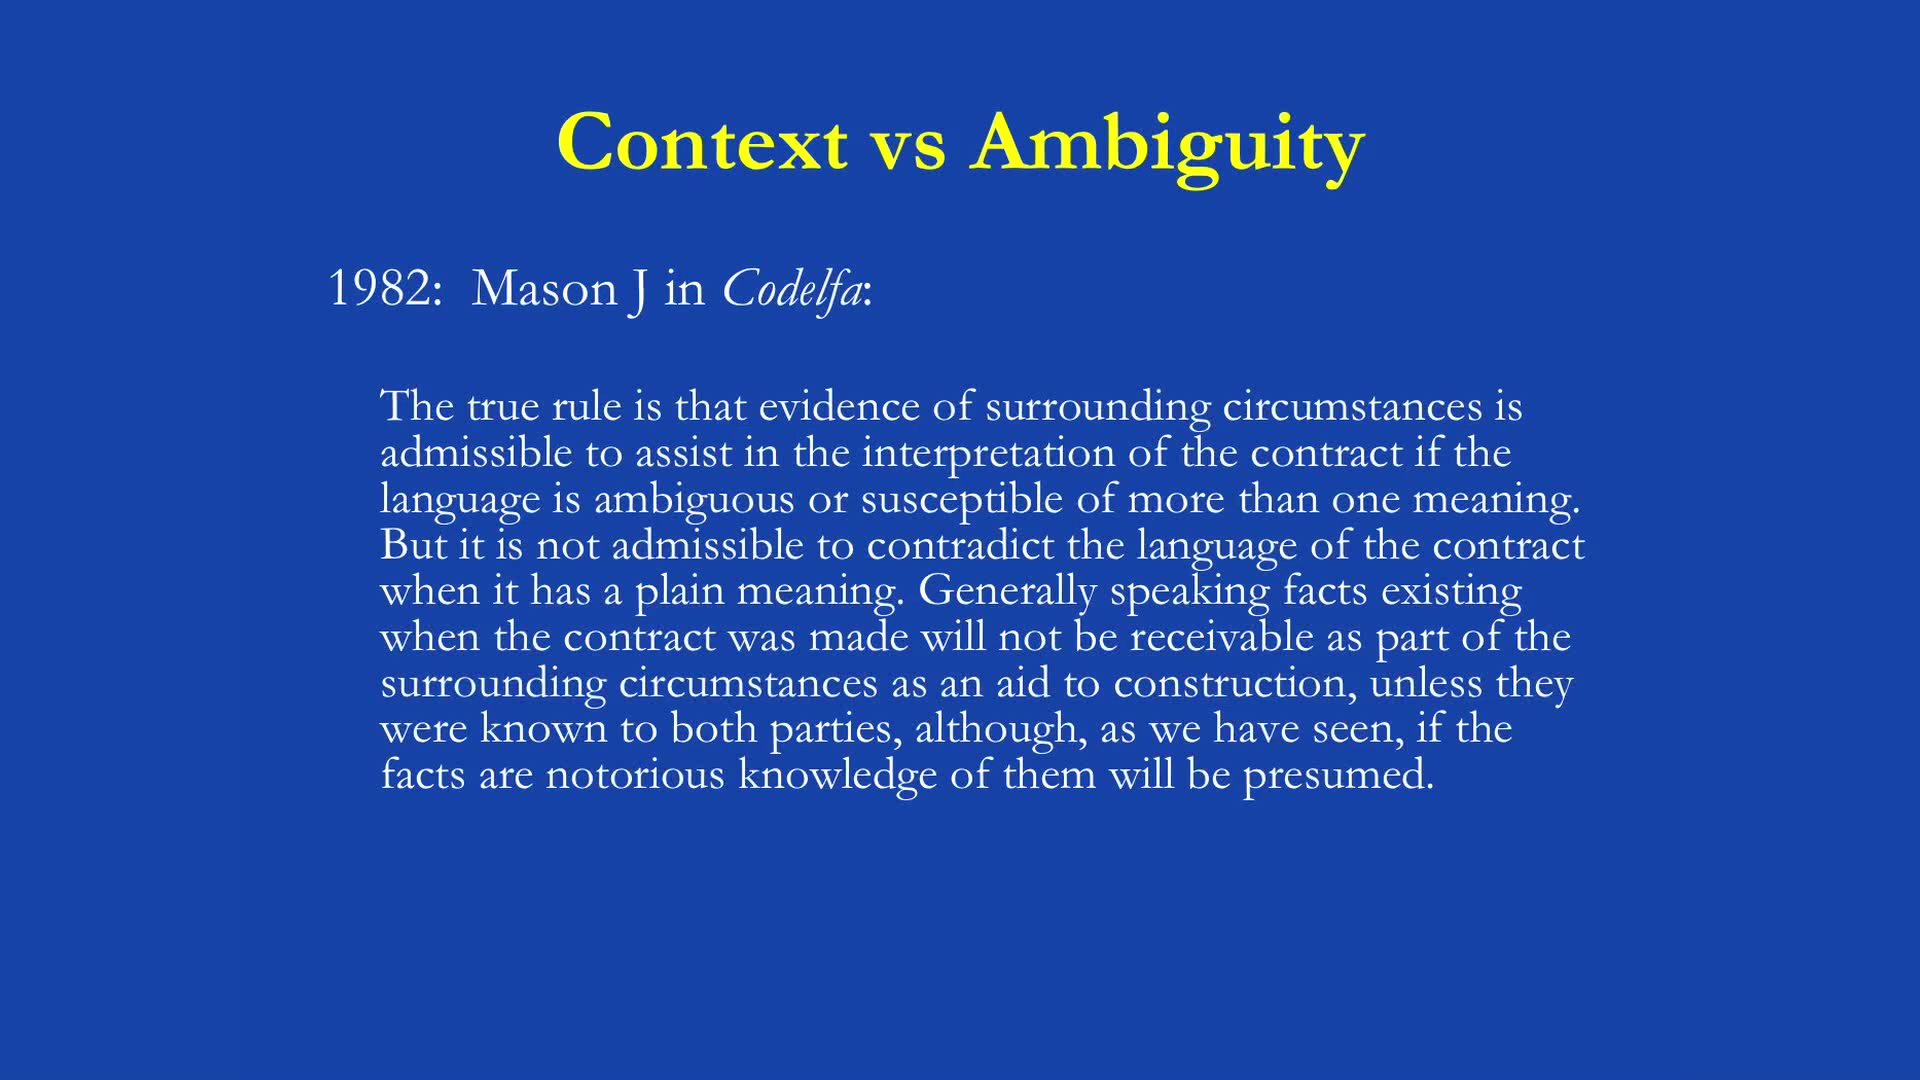 Context vs Ambiguity
1982: Mason J in Codelfa:
The true rule is that evidence of surrounding circumstances is
admissible to assist in the interpretation of the contract if the
language is ambiguous or susceptible of more than one meaning.
But it is not admissible to contradict the language of the contract
when it has a plain meaning. Generally speaking facts existing
when the contract was made will not be receivable as part of the
surrounding circumstances as an aid to construction, unless they
were known to both parties, although, as we have seen, if the
facts are notorious knowledge of them will be presumed.